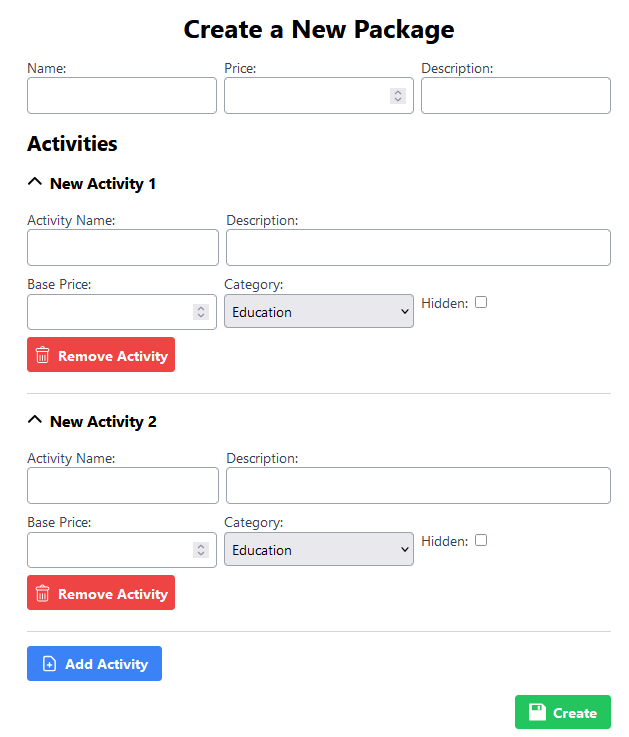 Create a New Package
Name: Price: Description:
Activities
New Activity 1
Activity Name: Description:
Base Price: Category:
Education Hidden:
Remove Activity
New Activity 2
Activity Name: Description:
Base Price: Category:
Education Hidden:
Remove Activity
Add Activity
Create